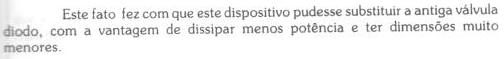 Este fato fez com que este dispositivo pudesse substituir a antiga válvula
diodo, com a vantagem de dissipar menos potência e ter dimensões muito
menores.